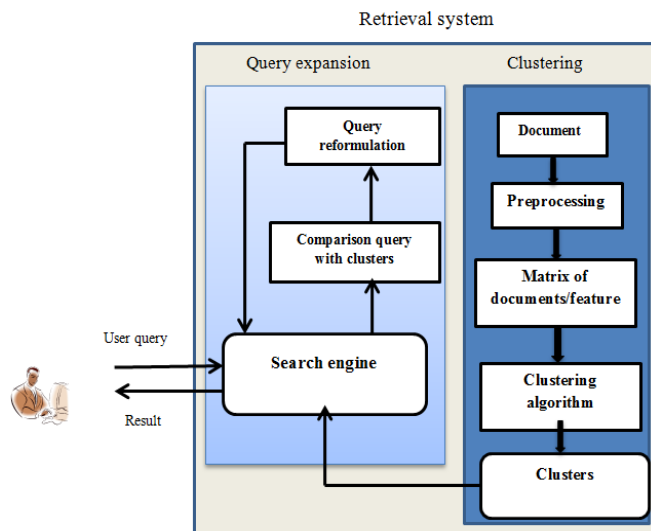 Retrieval system
Query expansion
Clustering
Query
reformulation
Comparison query
with clusters
Search engine
User query
Result
Document
Preprocessing
Matrix of
documents/feature
Clustering
algorithm
Clusters